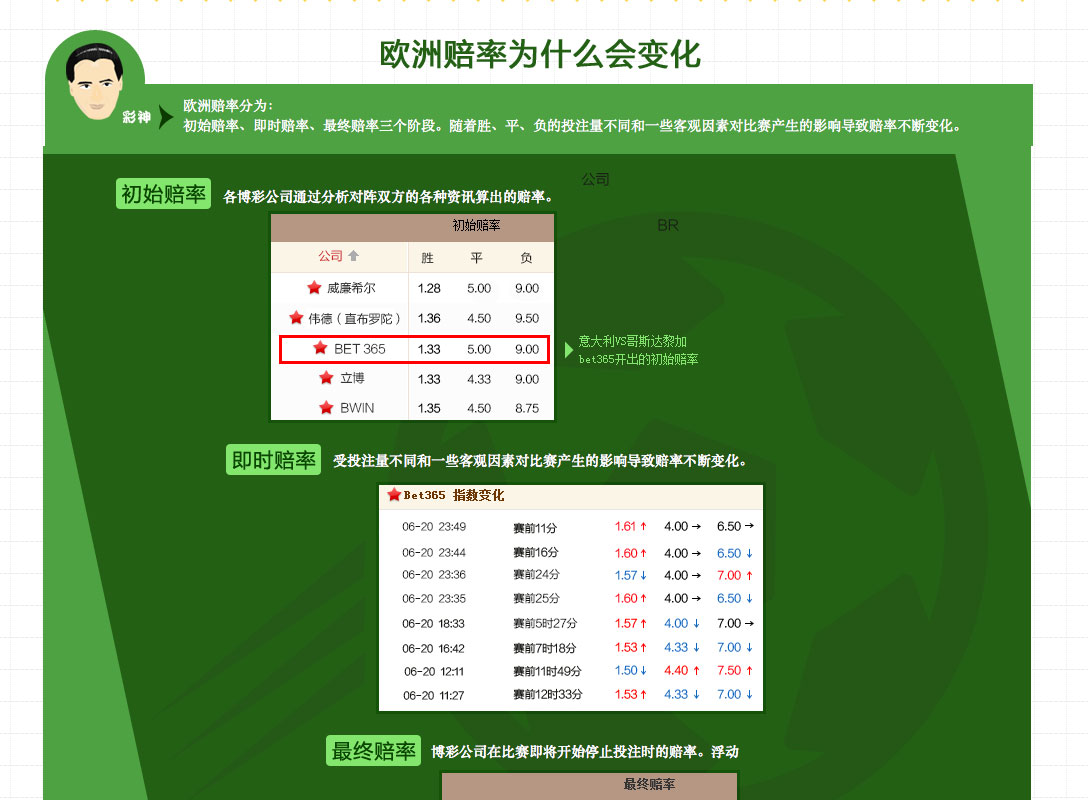 欧洲赔率为什么会变化
彩神
欧洲赔率分为：
初始赔率、即时赔率、最终赔率三个阶段。随着胜、平、负的投注量不同和一些客观因素对比赛产生的影响导致赔率不断变化。
公司
初始赔率 各博彩公司通过分析对阵双方的各种资讯算出的赔率。
BR
初始赔率
公司 胜 平 负
威廉希尔 1.28 5.00 9.00
伟德（直布罗陀） 1.36 4.50 9.50
BET 365 1.33 5.00 9.00
立博 1.33 4.33 9.00
BWIN 1.35 4.50 8.75
意大利VS哥斯达黎加
bet365开出的初始赔率
即时赔率 受投注量不同和一些客观因素对比赛产生的影响导致赔率不断变化。
Bet365 指数变化
06-20 23:49 赛前11分 1.61↑ 4.00→ 6.50→
06-20 23:44 赛前16分 1.60↑ 4.00→ 6.50↓
06-20 23:36 赛前24分 1.57↓ 4.00→ 7.00↑
06-20 23:35 赛前25分 1.60↑ 4.00→ 6.50↓
06-20 18:33 赛前5时27分 1.57↑ 4.00↓ 7.00→
06-20 16:42 赛前7时18分 1.53↑ 4.33↓ 7.00↓
06-20 12:11 赛前11时49分 1.50↓ 4.40↑ 7.50↑
06-20 11:27 赛前12时33分 1.53↑ 4.33↓ 7.00↓
最终赔率 博彩公司在比赛即将开始停止投注时的赔率。浮动
最终赔率